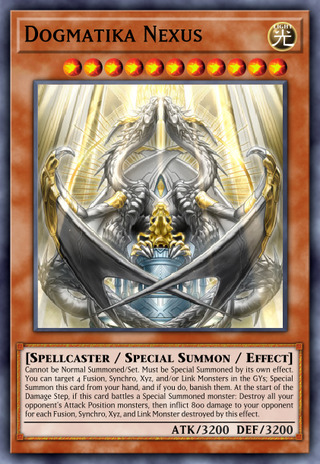 Dogmatika Nexus
LIGHT
光
[Spellcaster / Special Summon / Effect]
Cannot be Normal Summoned/Set. Must be Special Summoned by its own effect.
You can target 4 Fusion, Synchro, Xyz, and/or Link Monsters in the GYs; Special
Summon this card from your hand, and if you do, banish them. At the start of the
Damage Step, if this card battles a Special Summoned monster: Destroy all your
opponent's Attack Position monsters, then inflict 800 damage to your opponent
for each Fusion, Synchro, Xyz, and Link Monster destroyed by this effect.
ATK/3200 DEF/3200